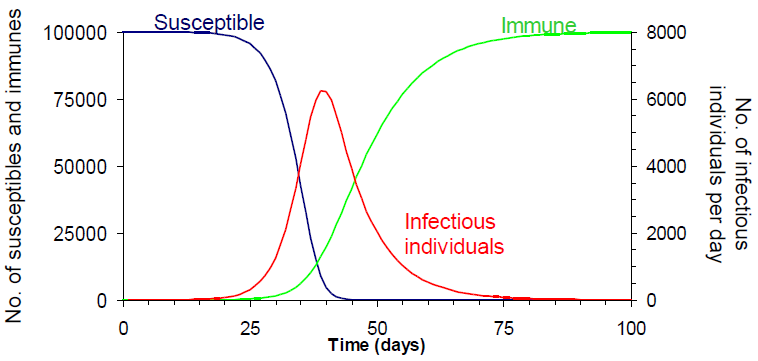 Susceptible
Immune
No. of susceptibles and immunes
100000
75000
50000
25000
0
8000
6000
4000
2000
0
No. of infectious
individuals per day
Infectious
individuals
0
25
50
75
100
Time (days)